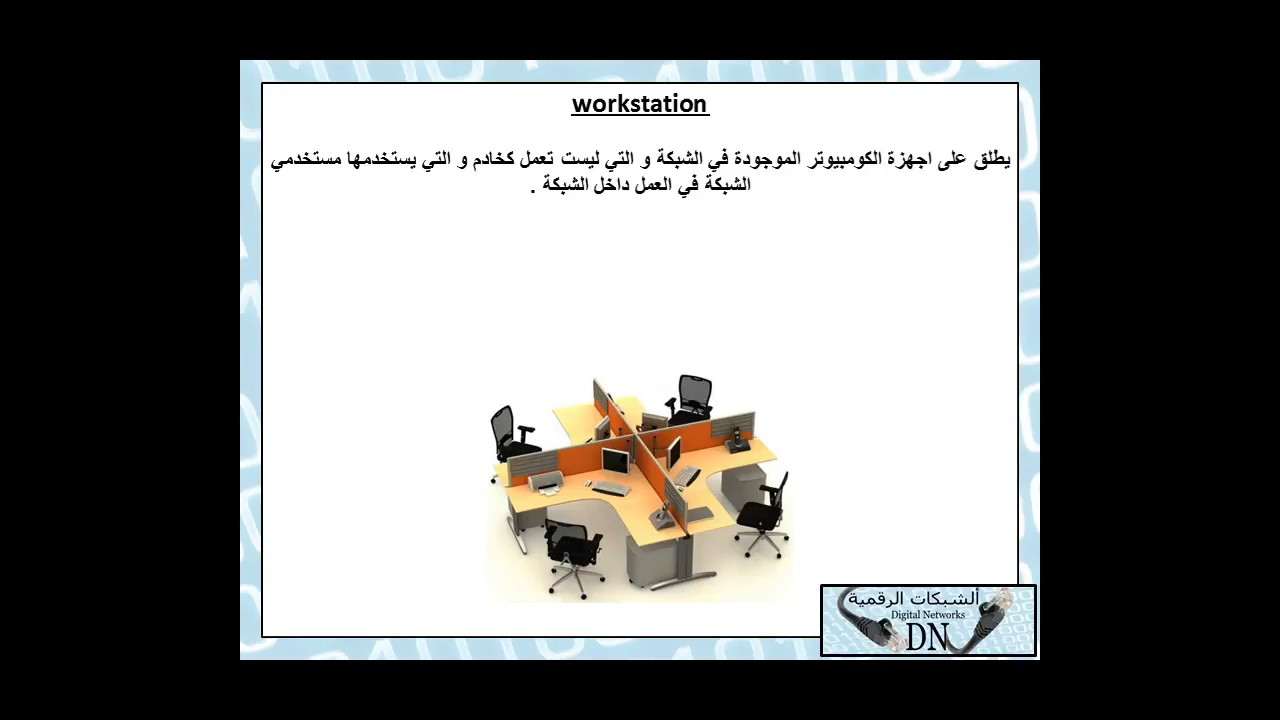 workstation
يطلق على اجهزة الكومبيوتر الموجودة في الشبكة و التي ليست تعمل كخادم و التي يستخدمها مستخدمي
الشبكة في العمل داخل الشبكة .
ألشبكات الرقمية
Digital Networks
DN